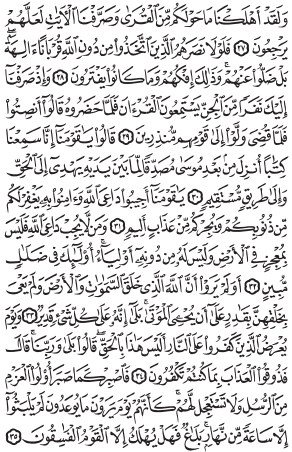 وَلَقَدْ أَهْلَكْنَا مَا حَوْلَكُم مِّنَ ٱلْقُرَىٰ وَصَرَّفْنَا ٱلْءَايَٰتِ لَعَلَّهُمْ
يَرْجِعُونَ ٢٧ فَلَوْلَا نَصَرَهُمُ ٱلَّذِينَ ٱتَّخَذُوا۟ مِن دُونِ ٱللَّهِ قُرْبَانًا ءَالِهَةًۢ
بَلْ ضَلُّوا۟ عَنْهُمْ ۚ وَذَٰلِكَ إِفْكُهُمْ وَمَا كَانُوا۟ يَفْتَرُونَ ٢٨ وَإِذْ صَرَفْنَآ
إِلَيْكَ نَفَرًا مِّنَ ٱلْجِنِّ يَسْتَمِعُونَ ٱلْقُرْءَانَ فَلَمَّا حَضَرُوهُ قَالُوٓا۟ أَنصِتُوا۟ ۖ
فَلَمَّا قُضِىَ وَلَّوْا۟ إِلَىٰ قَوْمِهِم مُّنذِرِينَ ٢٩ قَالُوا۟ يَٰقَوْمَنَآ إِنَّا سَمِعْنَا
كِتَٰبًا أُنزِلَ مِنۢ بَعْدِ مُوسَىٰ مُصَدِّقًا لِّمَا بَيْنَ يَدَيْهِ يَهْدِىٓ إِلَى ٱلْحَقِّ
وَإِلَىٰ طَرِيقٍ مُّسْتَقِيمٍ ٣٠ يَٰقَوْمَنَآ أَجِيبُوا۟ دَاعِىَ ٱللَّهِ وَءَامِنُوا۟ بِهِۦ يَغْفِرْ لَكُم
مِّن ذُنُوبِكُمْ وَيُجِرْكُم مِّنْ عَذَابٍ أَلِيمٍ ٣١ وَمَن لَّا يُجِبْ دَاعِىَ ٱللَّهِ فَلَيْسَ
بِمُعْجِزٍ فِى ٱلْأَرْضِ وَلَيْسَ لَهُۥ مِن دُونِهِۦٓ أَوْلِيَآءُ ۚ أُو۟لَٰٓئِكَ فِى ضَلَٰلٍ
مُّبِينٍ ٣٢ أَوَلَمْ يَرَوْا۟ أَنَّ ٱللَّهَ ٱلَّذِى خَلَقَ ٱلسَّمَٰوَٰتِ وَٱلْأَرْضَ وَلَمْ يَعْىَ
بِخَلْقِهِنَّ بِقَٰدِرٍ عَلَىٰٓ أَن يُحْۦِىَ ٱلْمَوْتَىٰ ۚ بَلَىٰٓ إِنَّهُۥ عَلَىٰ كُلِّ شَىْءٍ قَدِيرٌ ٣٣ وَيَوْمَ
يُعْرَضُ ٱلَّذِينَ كَفَرُوا۟ عَلَى ٱلنَّارِ أَلَيْسَ هَٰذَا بِٱلْحَقِّ ۖ قَالُوا۟ بَلَىٰ وَرَبِّنَا ۚ قَالَ
فَذُوقُوا۟ ٱلْعَذَابَ بِمَا كُنتُمْ تَكْفُرُونَ ٣٤ فَٱصْبِرْ كَمَا صَبَرَ أُو۟لُوا۟ ٱلْعَزْمِ
مِنَ ٱلرُّسُلِ وَلَا تَسْتَعْجِل لَّهُمْ ۚ كَأَنَّهُمْ يَوْمَ يَرَوْنَ مَا يُوعَدُونَ لَمْ يَلْبَثُوٓا۟
إِلَّا سَاعَةً مِّن نَّهَارٍۭ ۚ بَلَٰغٌ ۚ فَهَلْ يُهْلَكُ إِلَّا ٱلْقَوْمُ ٱلْفَٰسِقُونَ ٣٥